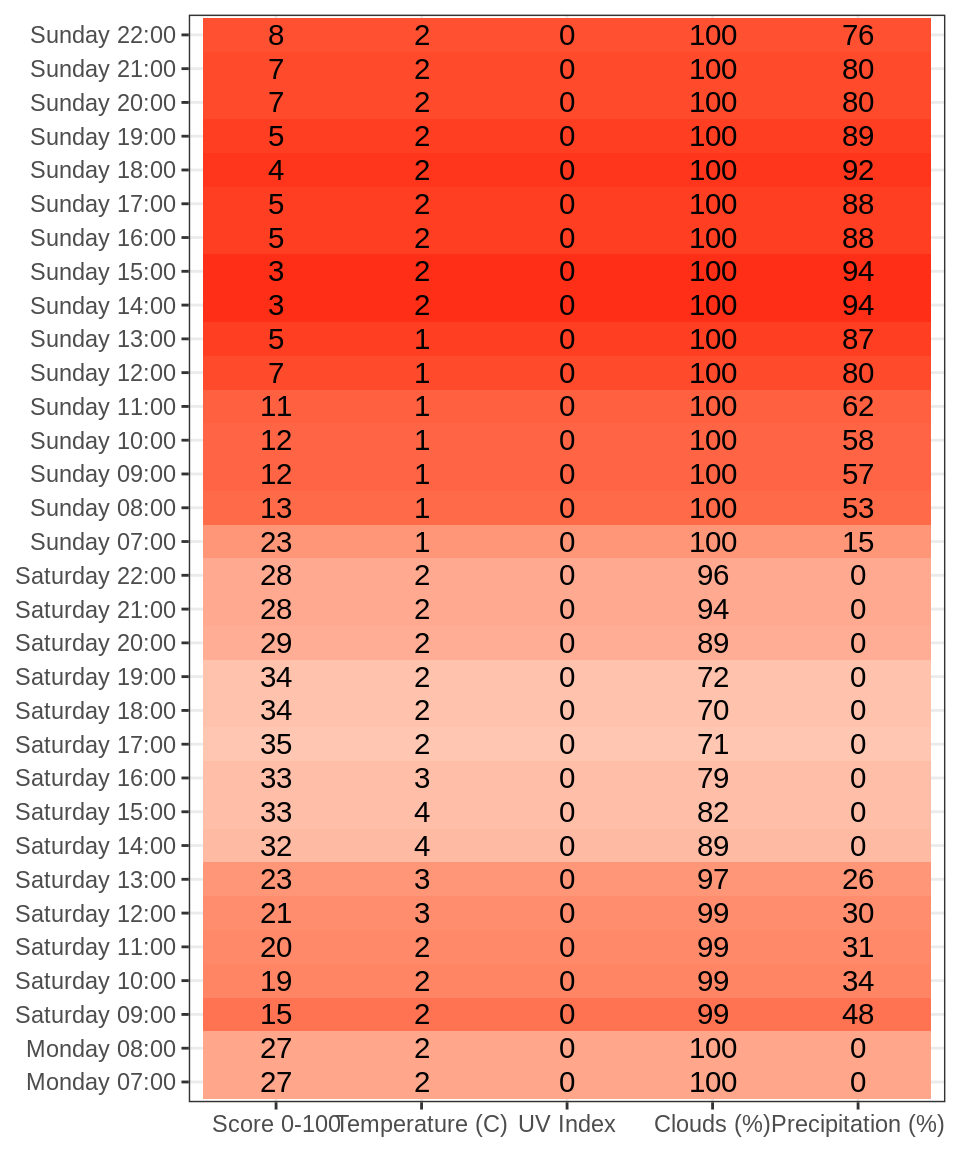 Sunday 22:00 8 2 0 100 76
Sunday 21:00 7 2 0 100 80
Sunday 20:00 7 2 0 100 80
Sunday 19:00 5 2 0 100 89
Sunday 18:00 4 2 0 100 92
Sunday 17:00 5 2 0 100 88
Sunday 16:00 5 2 0 100 88
Sunday 15:00 3 2 0 100 94
Sunday 14:00 3 2 0 100 94
Sunday 13:00 5 1 0 100 87
Sunday 12:00 7 1 0 100 80
Sunday 11:00 11 1 0 100 62
Sunday 10:00 12 1 0 100 58
Sunday 09:00 12 1 0 100 57
Sunday 08:00 13 1 0 100 53
Sunday 07:00 23 1 0 100 15
Saturday 22:00 28 2 0 96 0
Saturday 21:00 28 2 0 94 0
Saturday 20:00 29 2 0 89 0
Saturday 19:00 34 2 0 72 0
Saturday 18:00 34 2 0 70 0
Saturday 17:00 35 2 0 71 0
Saturday 16:00 33 3 0 79 0
Saturday 15:00 33 4 0 82 0
Saturday 14:00 32 4 0 89 0
Saturday 13:00 23 3 0 97 26
Saturday 12:00 21 3 0 99 30
Saturday 11:00 20 2 0 99 31
Saturday 10:00 19 2 0 99 34
Saturday 09:00 15 2 0 99 48
Monday 08:00 27 2 0 100 0
Monday 07:00 27 2 0 100 0
Score 0-100 Temperature (C) UV Index Clouds (%) Precipitation (%)